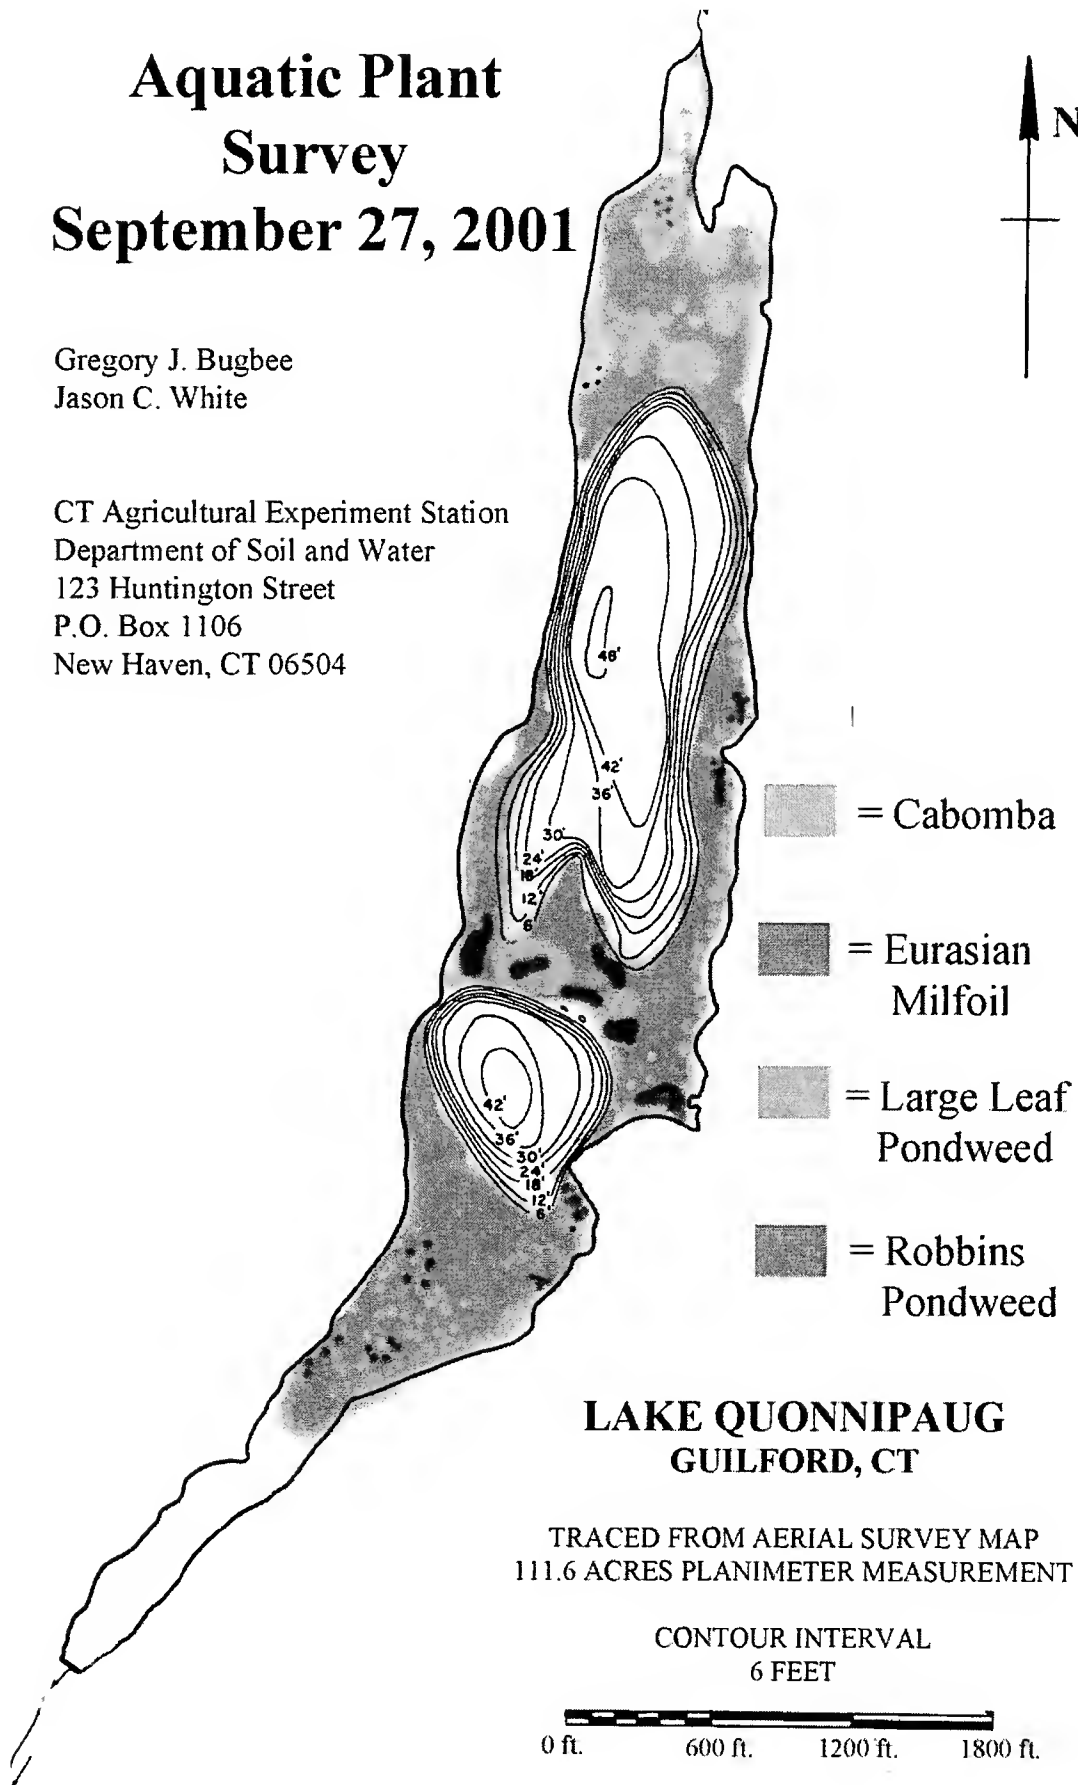 Aquatic Plant
Survey
September 27, 2001
N
Gregory J. Bugbee
Jason C. White
CT Agricultural Experiment Station
Department of Soil and Water
123 Huntington Street
P.O. Box 1106
New Haven, CT 06504
48'
42'
36'
30'
24'
18'
12'
6'
= Cabomba
= Eurasian
Milfoil
= Large Leaf
Pondweed
= Robbins
Pondweed
42'
36'
30'
24'
18'
12'
6'
LAKE QUONNIPAUG
GUILFORD, CT
TRACED FROM AERIAL SURVEY MAP
111.6 ACRES PLANIMETER MEASUREMENT
CONTOUR INTERVAL
6 FEET
0 ft. 600 ft. 1200 ft. 1800 ft.